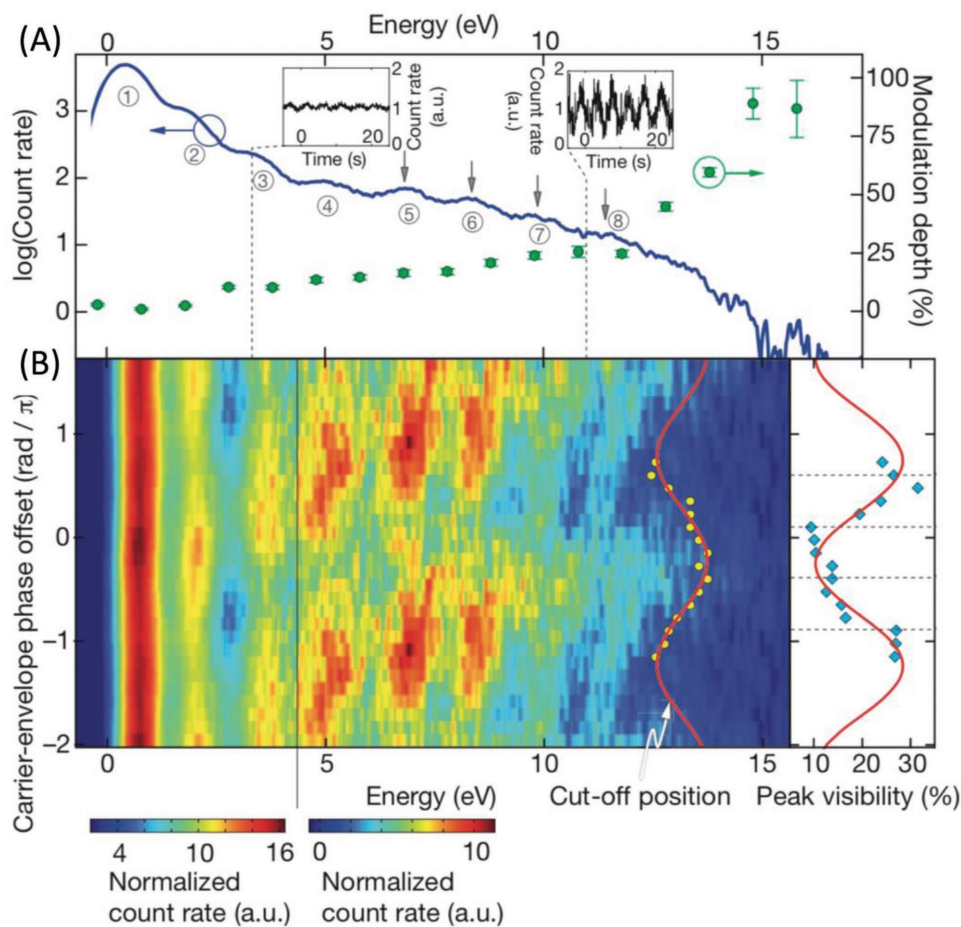 (A)
Energy (eV)
0 5 10 15
log(Count rate)
3
2
1
0
Modulation depth (%)
100
75
50
25
0
① ② ③ ④ ⑤ ⑥ ⑦ ⑧
2
1
0
Count rate
(a.u.)
0 20
Time (s)
Count rate
(a.u.)
2
1
0
0 20
Time (s)
(B)
Carrier-envelope phase offset (rad / π)
1
0
-1
-2
0 5 10 15
10 20 30
Energy (eV)
Cut-off position
Peak visibility (%)
4 10 16
Normalized
count rate (a.u.)
0 10
Normalized
count rate (a.u.)